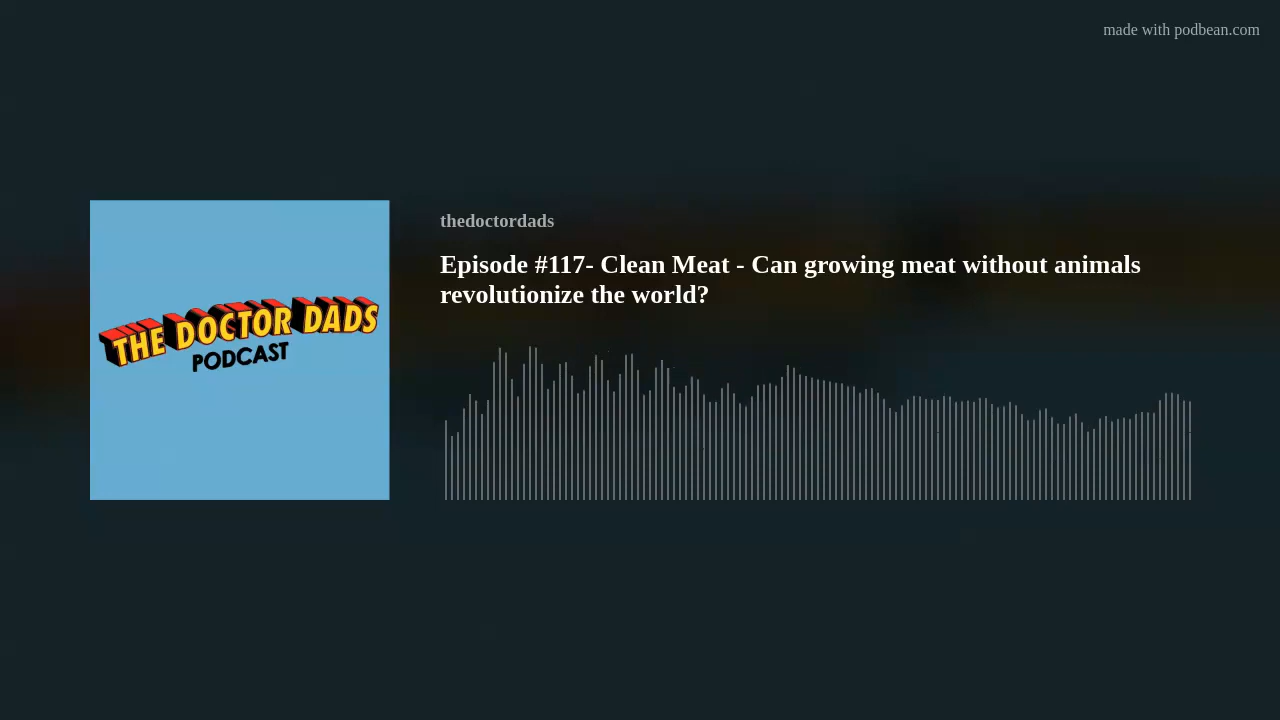 made with podbean.com
thedoctordads
Episode #117- Clean Meat - Can growing meat without animals
revolutionize the world?
THE DOCTOR DADS
PODCAST